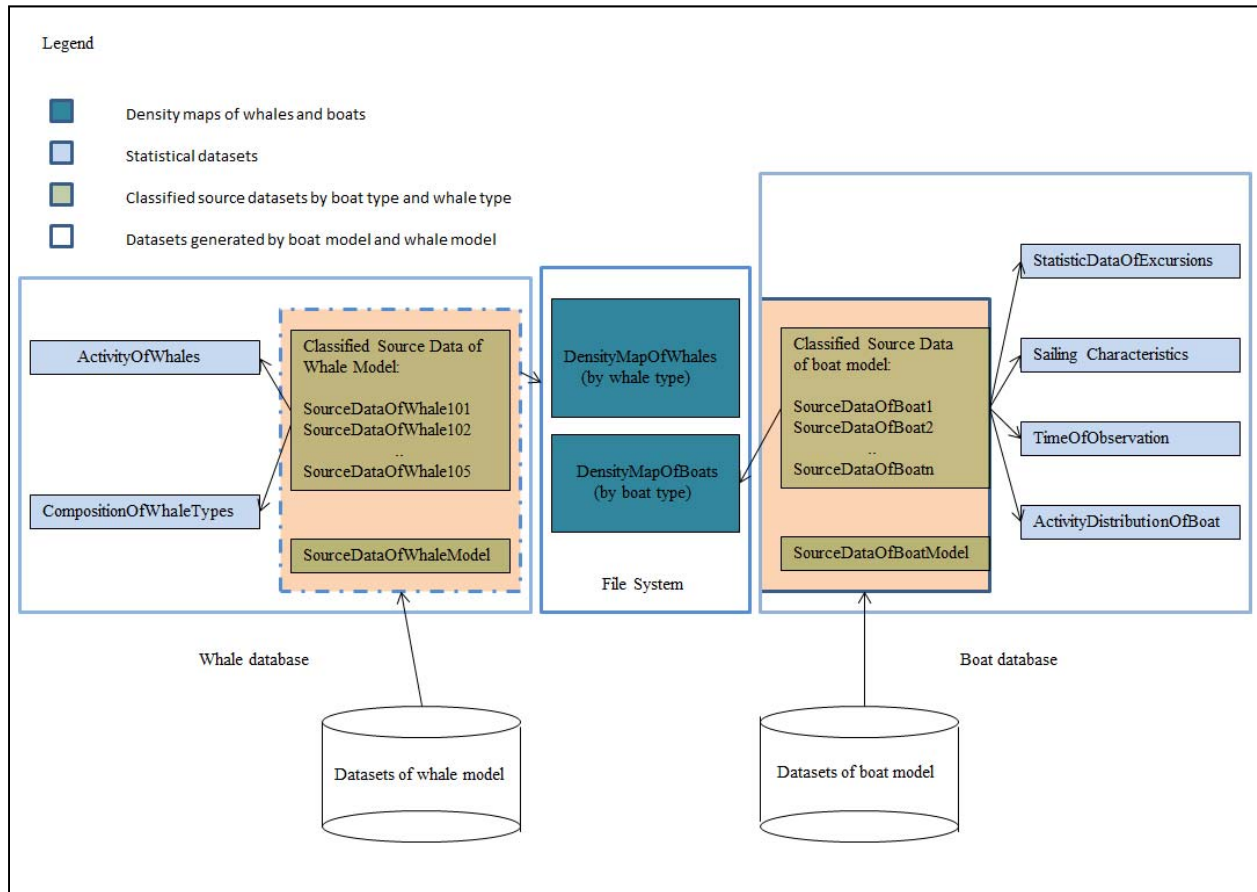 Legend
Density maps of whales and boats
Statistical datasets
Classified source datasets by boat type and whale type
Datasets generated by boat model and whale model
ActivityOfWhales
CompositionOfWhaleTypes
Classified Source Data of
Whale Model:
SourceDataOfWhale101
SourceDataOfWhale102
..
SourceDataOfWhale105
SourceDataOfWhaleModel
DensityMapOfWhales
(by whale type)
DensityMapOfBoats
(by boat type)
File System
Classified Source Data
of boat model:
SourceDataOfBoat1
SourceDataOfBoat2
..
SourceDataOfBoatn
SourceDataOfBoatModel
StatisticDataOfExcursions
Sailing Characteristics
TimeOfObservation
ActivityDistributionOfBoat
Whale database
Boat database
Datasets of whale model
Datasets of boat model